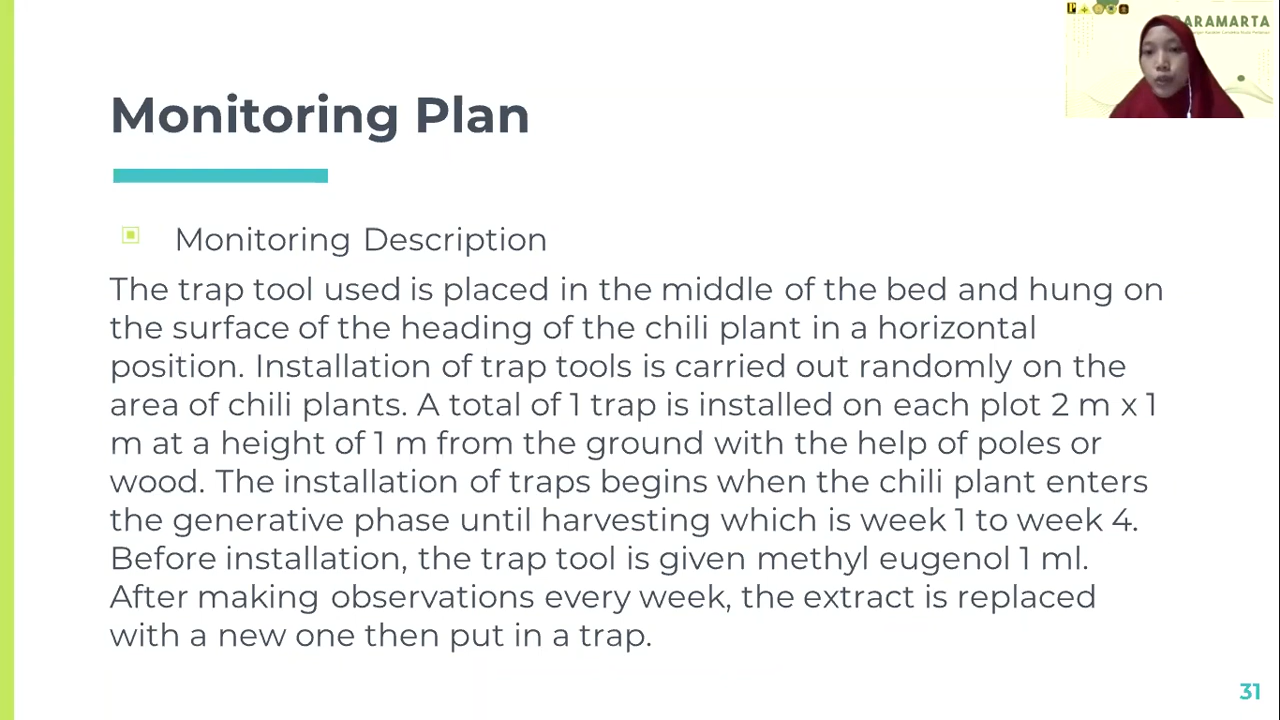 ARAMARTA
Monitoring Plan
Monitoring Description
The trap tool used is placed in the middle of the bed and hung on
the surface of the heading of the chili plant in a horizontal
position. Installation of trap tools is carried out randomly on the
area of chili plants. A total of 1 trap is installed on each plot 2 m x 1
m at a height of 1 m from the ground with the help of poles or
wood. The installation of traps begins when the chili plant enters
the generative phase until harvesting which is week 1 to week 4.
Before installation, the trap tool is given methyl eugenol 1 ml.
After making observations every week, the extract is replaced
with a new one then put in a trap.
31